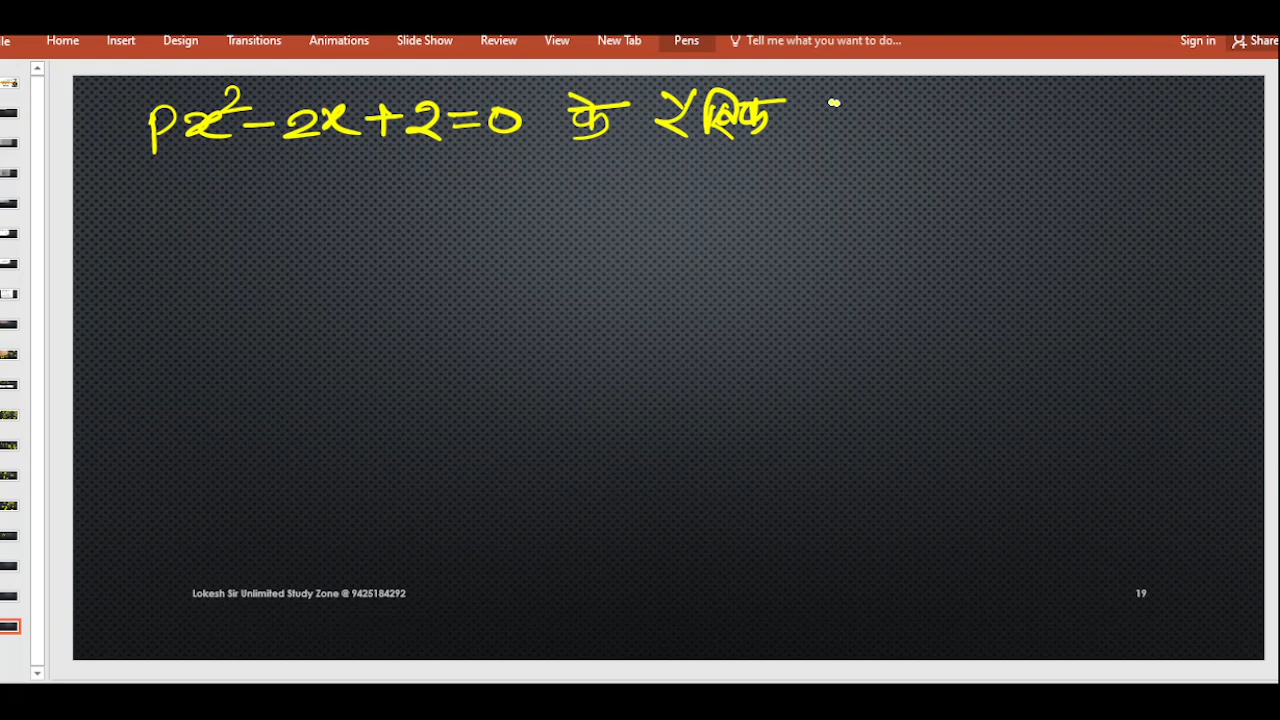 Home Insert Design Transitions Animations Slide Show Review View New Tab Pens Tell me what you want to do... Sign in Share
px²-2x+2=0 के रैखिक
Lokesh Sir Unlimited Study Zone @ 9425184292 19